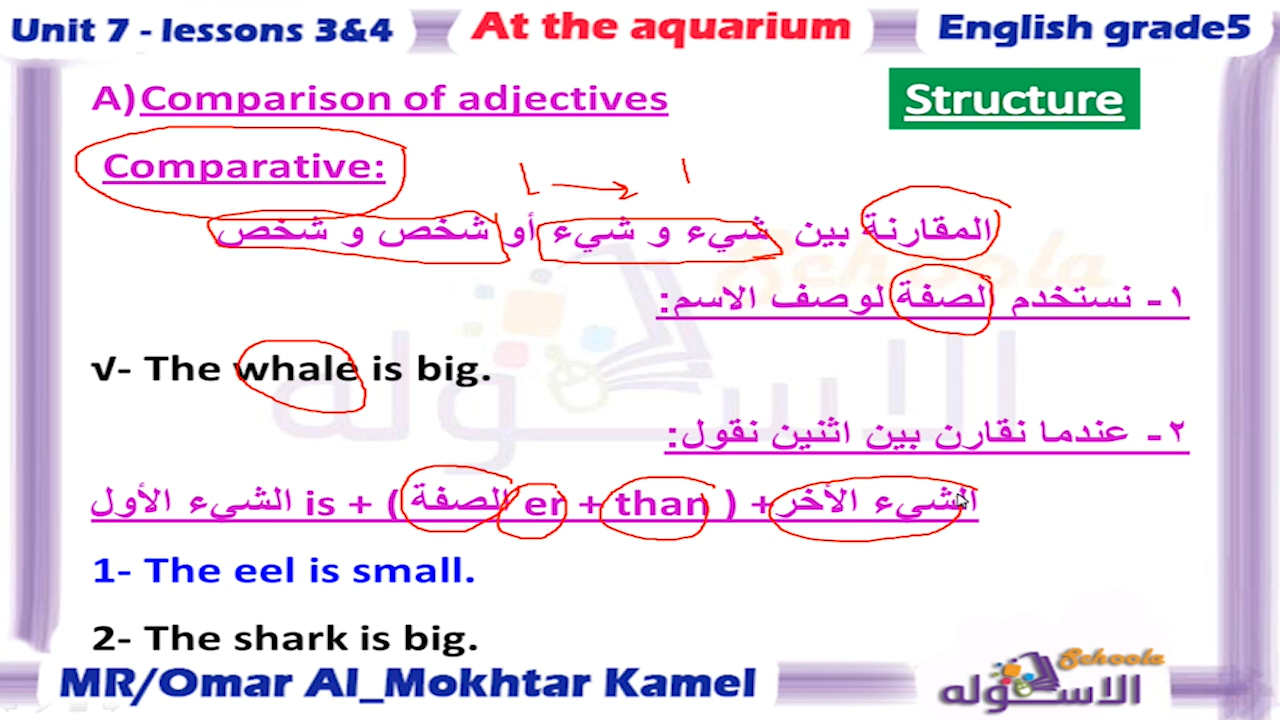 Unit 7 - lessons 3&4
At the aquarium
English grade5
A) Comparison of adjectives
Structure
Comparative:
المقارنة بين شيء و شيء أو شخص و شخص
١- نستخدم الصفة لوصف الاسم:
√- The whale is big.
٢- عندما نقارن بين اثنين نقول:
الشيء الأول is + ( الصفة er + than ) + الشيء الأخر
1- The eel is small.
2- The shark is big.
MR/Omar Al_Mokhtar Kamel
Schoola
الاسكوله